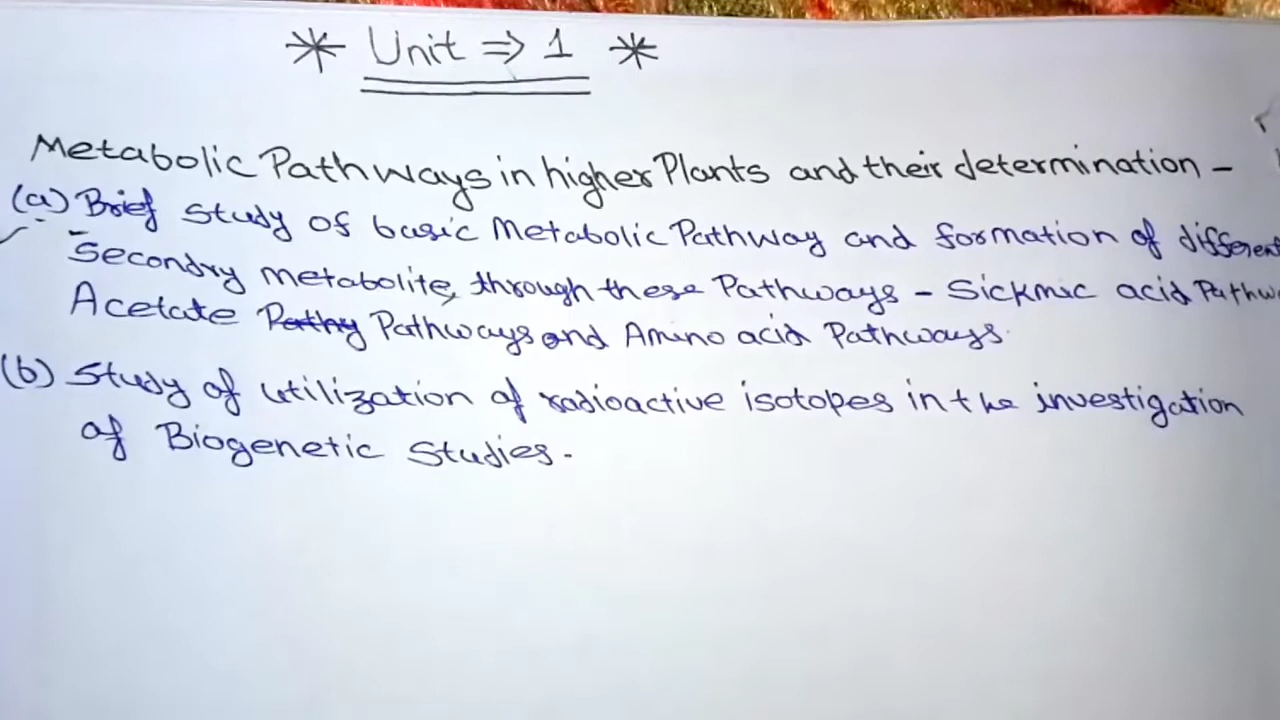 * Unit ⇒ 1 *
Metabolic Pathways in higher Plants and their determination -
(a) Brief study of basic Metabolic Pathway and formation of different
Secondry metabolite, through these Pathways - Sickmic acid Pathw
Acetate Pathy Pathways and Amino acid Pathways.
(b) Study of utilization of radioactive isotopes in the investigation
of Biogenetic Studies.